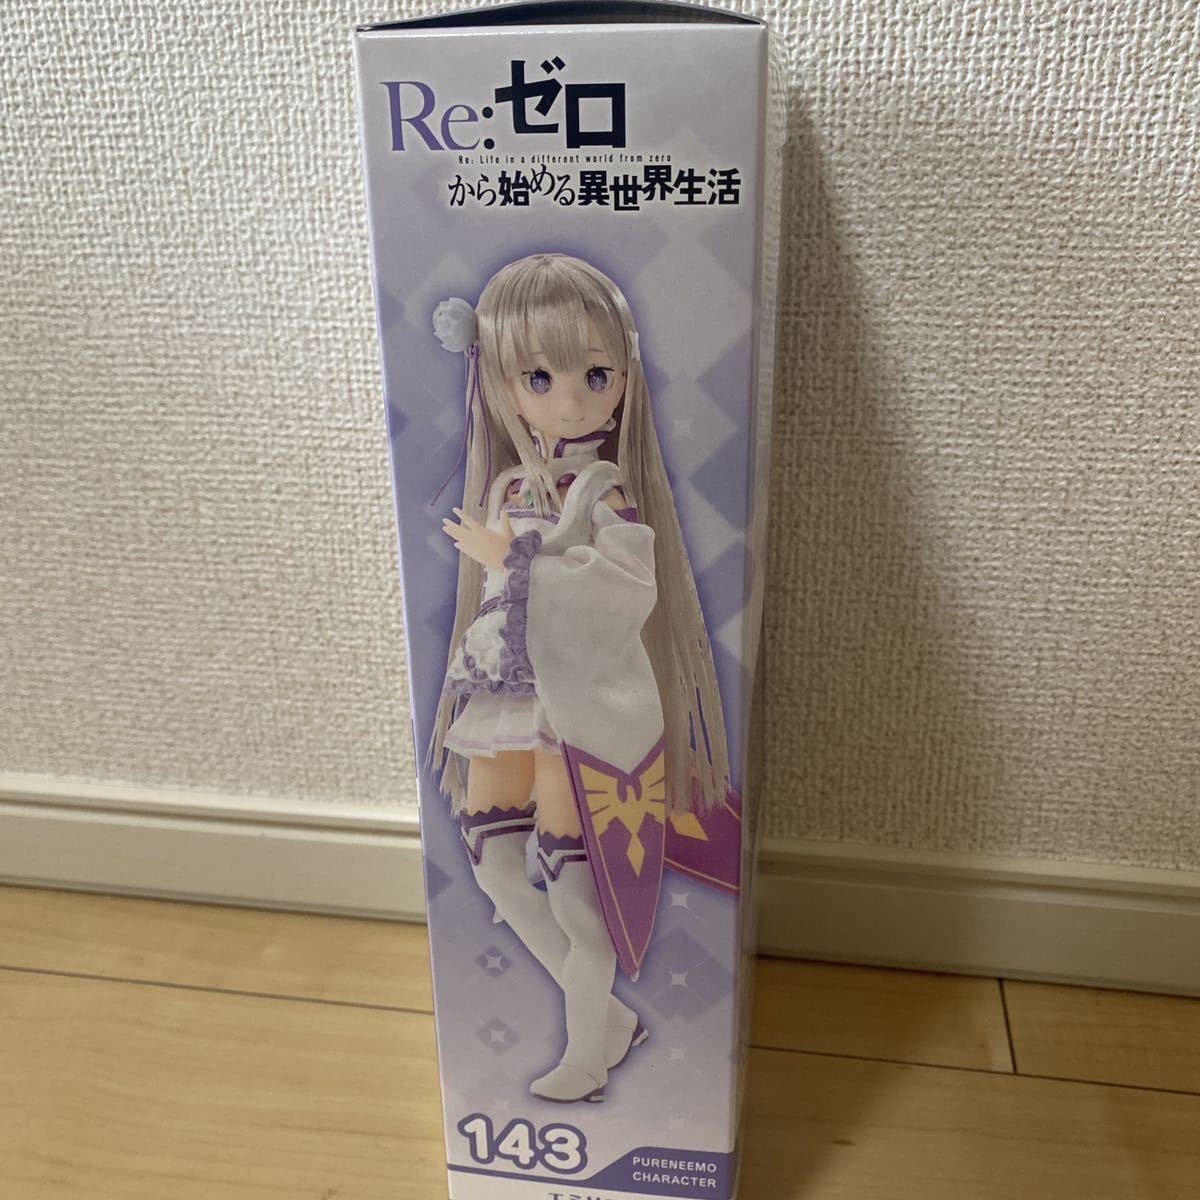 Re:ゼロ
Re: Life in a different world from zero
から始める異世界生活
143
PURENEEMO
CHARACTER